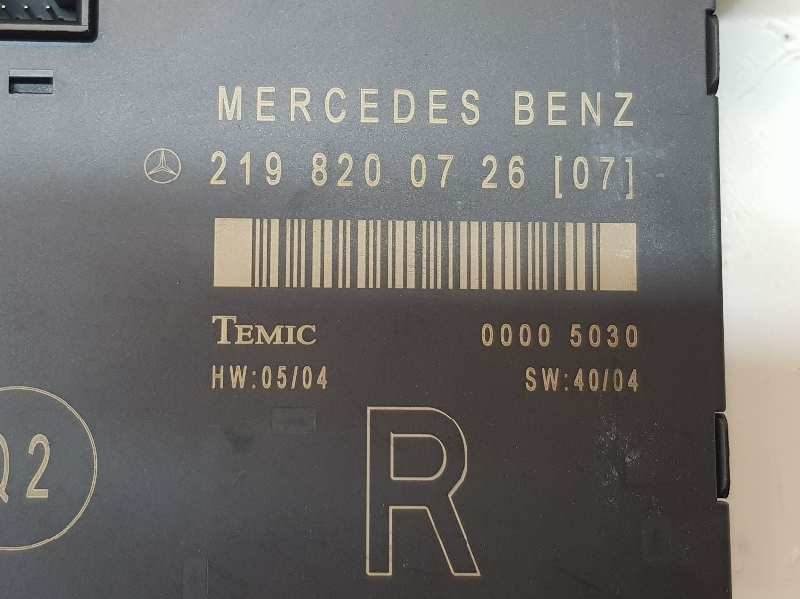 MERCEDES BENZ
219 820 07 26 [07]
TEMIC 0000 5030
HW:05/04 SW:40/04
Q2
R